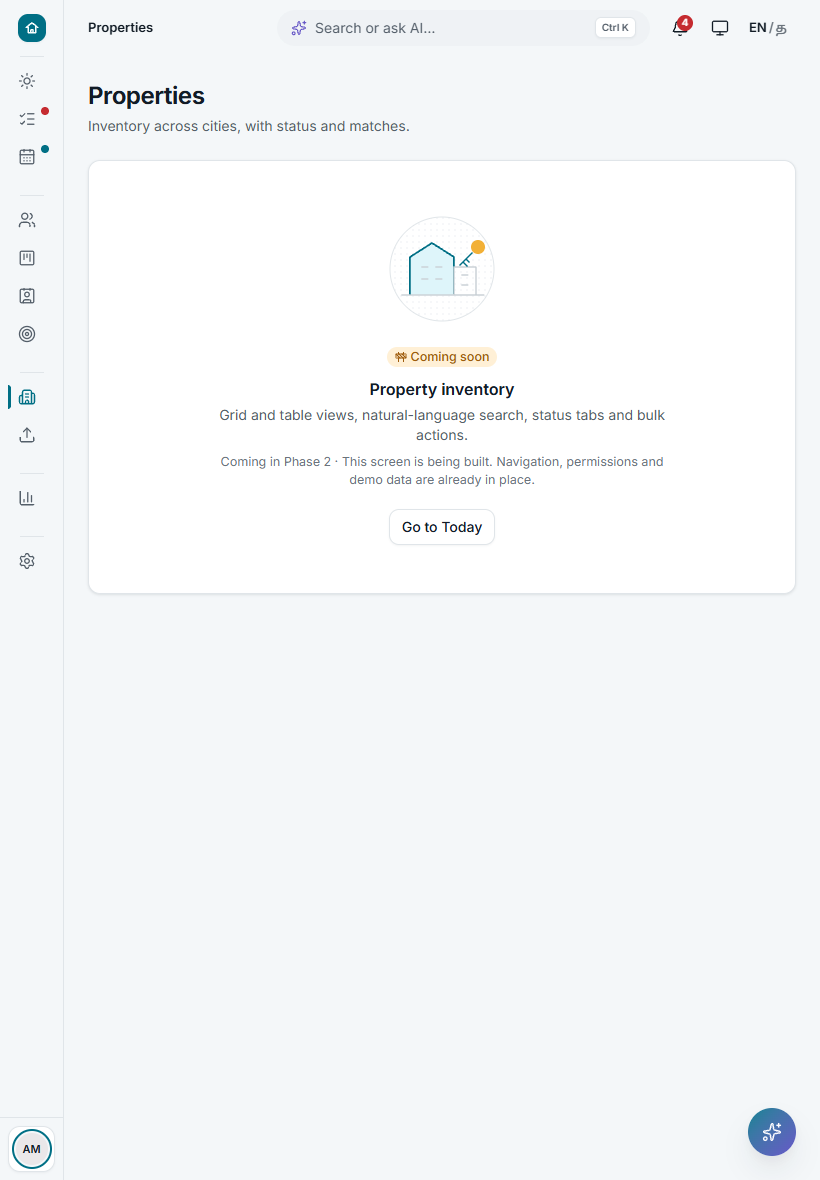 Properties
Search or ask AI...
Ctrl K
4
EN / த
Properties
Inventory across cities, with status and matches.
Coming soon
Property inventory
Grid and table views, natural-language search, status tabs and bulk
actions.
Coming in Phase 2 · This screen is being built. Navigation, permissions and
demo data are already in place.
Go to Today
AM